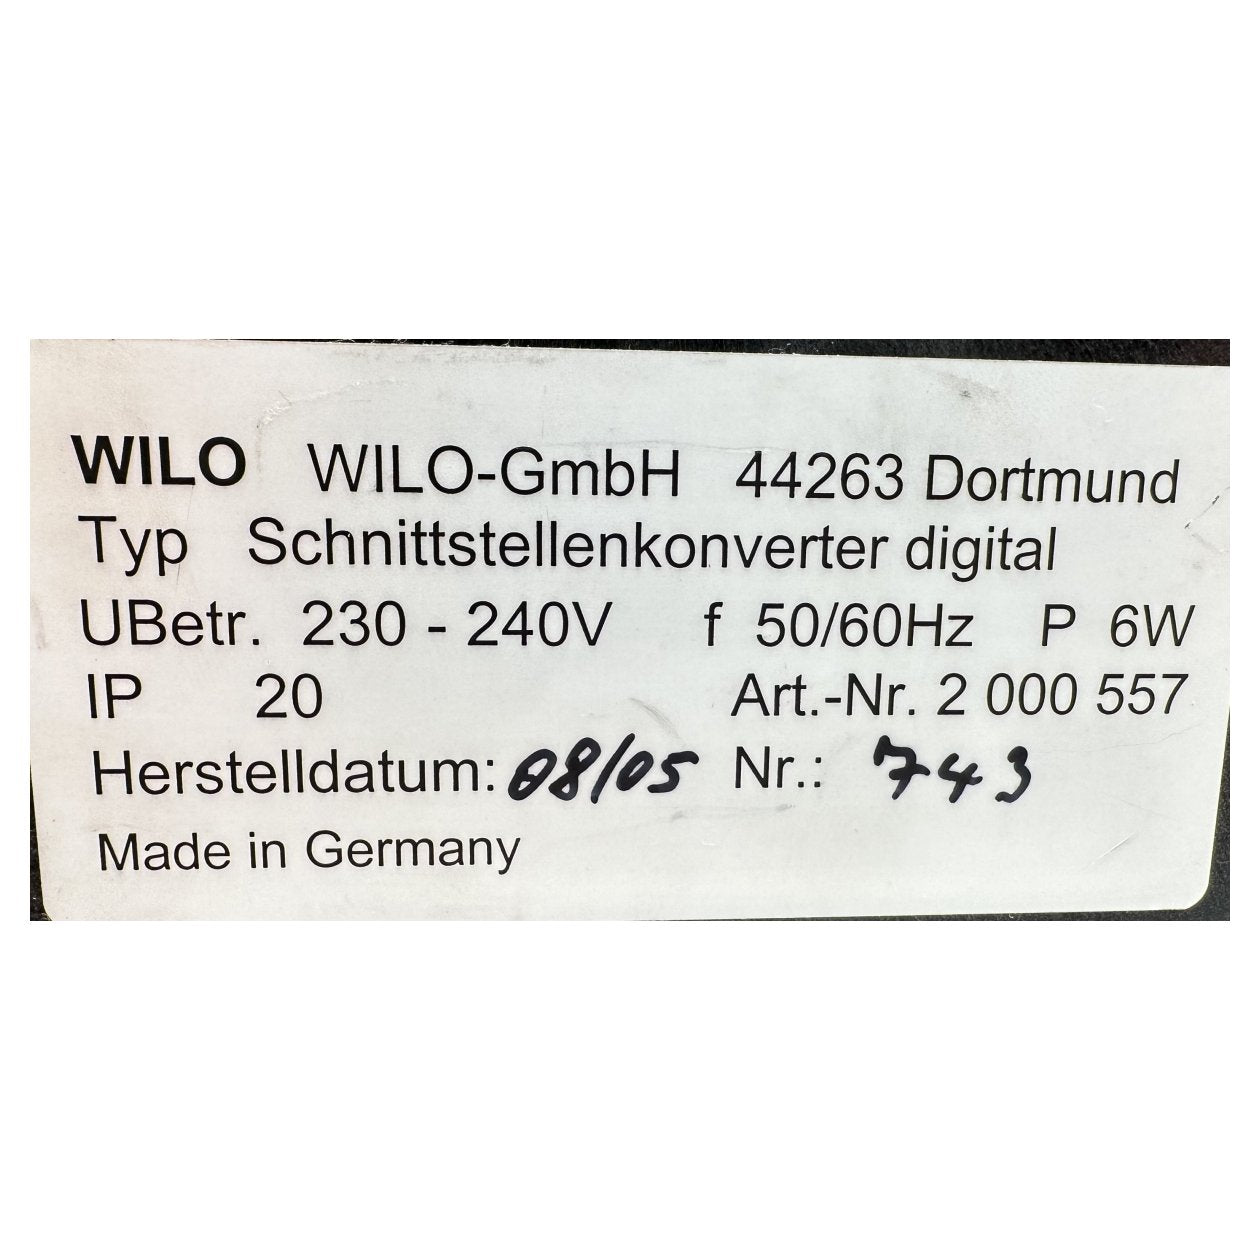 WILO WILO-GmbH 44263 Dortmund
Typ Schnittstellenkonverter digital
UBetr. 230 - 240V f 50/60Hz P 6W
IP 20 Art.-Nr. 2 000 557
Herstelldatum: 08/05 Nr.: 743
Made in Germany